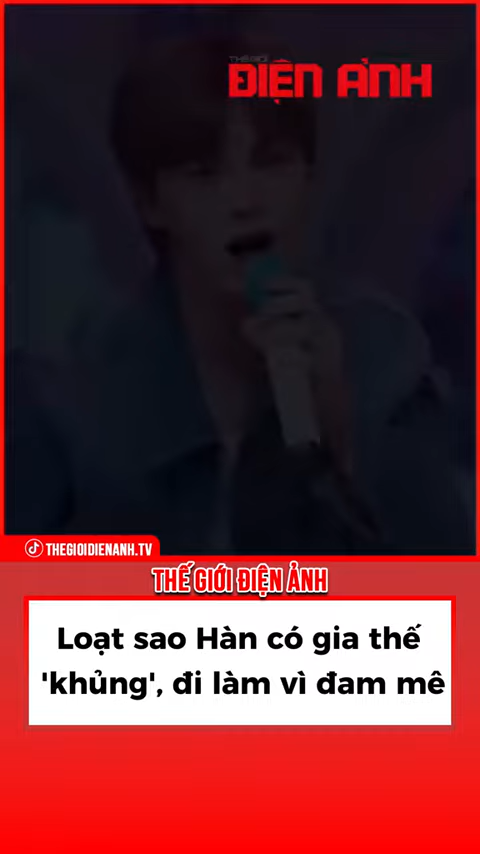 THẾ GIỚI
ĐIỆN ẢNH
THEGIOIDIENANH.TV
THẾ GIỚI ĐIỆN ẢNH
Loạt sao Hàn có gia thế
'khủng', đi làm vì đam mê